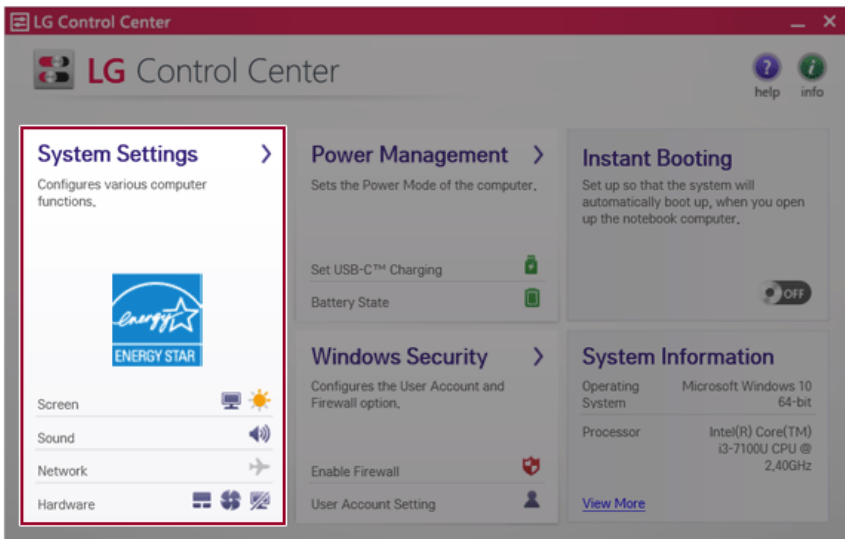 LG Control Center
LG Control Center
help
info
System Settings
Configures various computer
functions.
energy
ENERGY STAR
Screen
Sound
Network
Hardware
Power Management
Sets the Power Mode of the computer.
Set USB-C™ Charging
Battery State
Instant Booting
Set up so that the system will
automatically boot up, when you open
up the notebook computer.
OFF
Windows Security
Configures the User Account and
Firewall option.
Enable Firewall
User Account Setting
System Information
Operating System
Microsoft Windows 10
64-bit
Processor
Intel(R) Core(TM)
i3-7100U CPU @
2.40GHz
View More